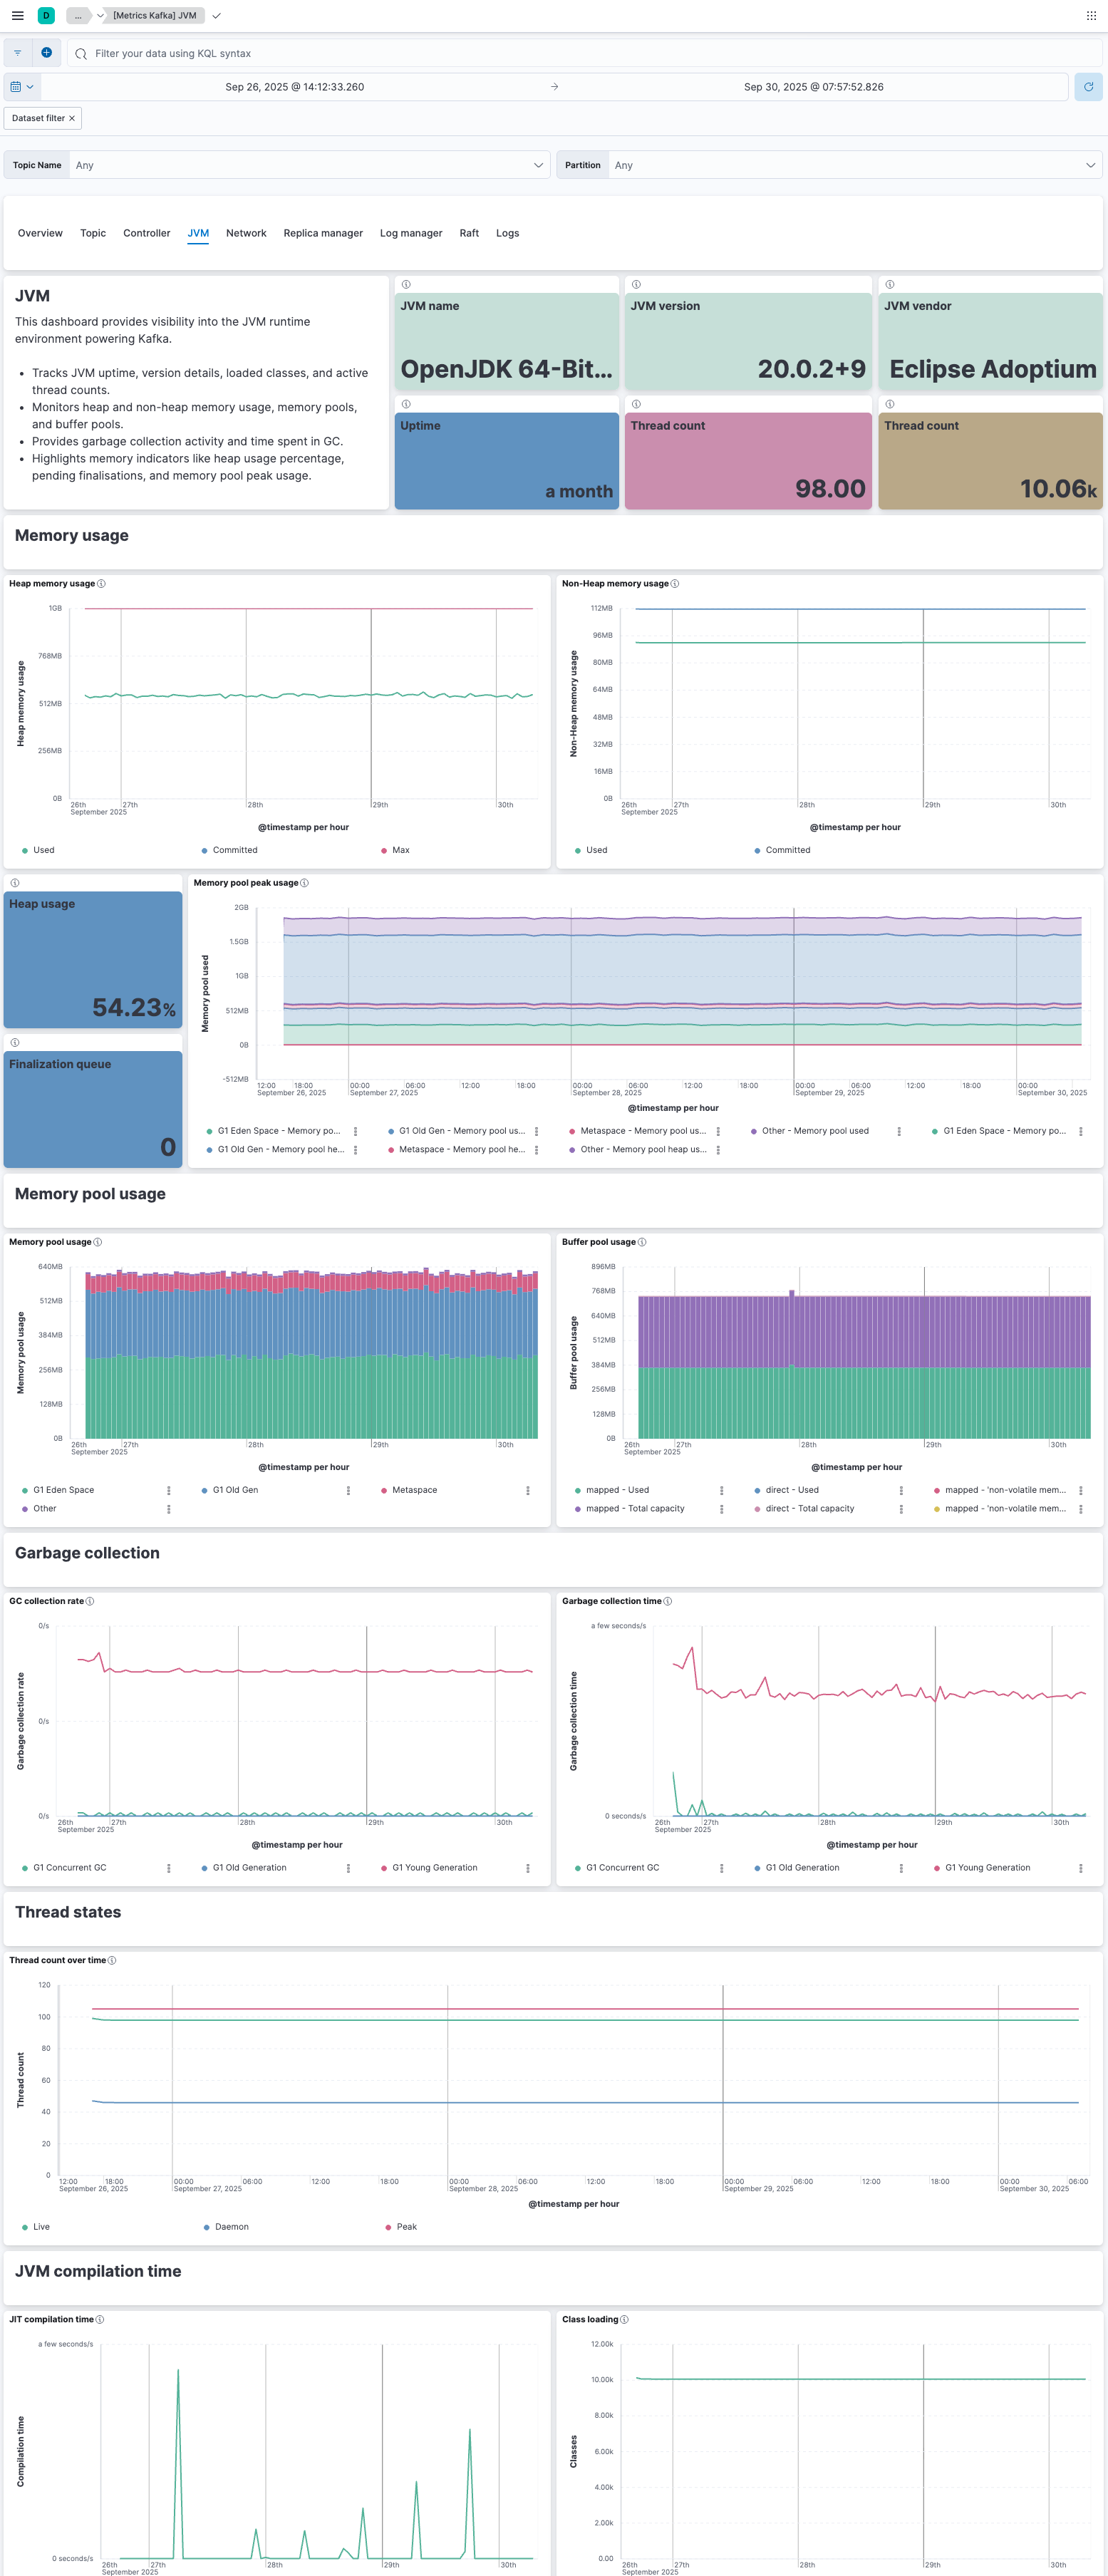 D
...
[Metrics Kafka] JVM
Filter your data using KQL syntax
Sep 26, 2025 @ 14:12:33.260
→
Sep 30, 2025 @ 07:57:52.826
Dataset filter ×
Topic Name Any
Partition Any
Overview Topic Controller JVM Network Replica manager Log manager Raft Logs
JVM
This dashboard provides visibility into the JVM runtime
environment powering Kafka.
• Tracks JVM uptime, version details, loaded classes, and active
thread counts.
• Monitors heap and non-heap memory usage, memory pools,
and buffer pools.
• Provides garbage collection activity and time spent in GC.
• Highlights memory indicators like heap usage percentage,
pending finalisations, and memory pool peak usage.
JVM name
OpenJDK 64-Bit...
JVM version
20.0.2+9
JVM vendor
Eclipse Adoptium
Uptime
a month
Thread count
98.00
Thread count
10.06k
Memory usage
Heap memory usage
Heap memory usage
1GB
768MB
512MB
256MB
0B
26th
September 2025
27th
28th
29th
30th
@timestamp per hour
Used
Committed
Max
Non-Heap memory usage
Non-Heap memory usage
112MB
96MB
80MB
64MB
48MB
32MB
16MB
0B
26th
September 2025
27th
28th
29th
30th
@timestamp per hour
Used
Committed
Heap usage
54.23%
Finalization queue
0
Memory pool peak usage
Memory pool used
2GB
1.5GB
1GB
512MB
0B
-512MB
12:00 18:00 00:00 06:00 12:00 18:00 00:00 06:00 12:00 18:00 00:00 06:00 12:00 18:00 00:00
September 26, 2025 September 27, 2025 September 28, 2025 September 29, 2025 September 30, 2025
@timestamp per hour
G1 Eden Space - Memory po...
G1 Old Gen - Memory pool us...
Metaspace - Memory pool us...
Other - Memory pool used
G1 Eden Space - Memory po...
G1 Old Gen - Memory pool he...
Metaspace - Memory pool he...
Other - Memory pool heap us...
Memory pool usage
Memory pool usage
Memory pool usage
640MB
512MB
384MB
256MB
128MB
0B
26th
September 2025
27th
28th
29th
30th
@timestamp per hour
G1 Eden Space
G1 Old Gen
Metaspace
Other
Buffer pool usage
Buffer pool usage
896MB
768MB
640MB
512MB
384MB
256MB
128MB
0B
26th
September 2025
27th
28th
29th
30th
@timestamp per hour
mapped - Used
direct - Used
mapped - 'non-volatile mem...
mapped - Total capacity
direct - Total capacity
mapped - 'non-volatile mem...
Garbage collection
GC collection rate
Garbage collection rate
0/s
0/s
0/s
26th
September 2025
27th
28th
29th
30th
@timestamp per hour
G1 Concurrent GC
G1 Old Generation
G1 Young Generation
Garbage collection time
Garbage collection time
a few seconds/s
0 seconds/s
26th
September 2025
27th
28th
29th
30th
@timestamp per hour
G1 Concurrent GC
G1 Old Generation
G1 Young Generation
Thread states
Thread count over time
Thread count
120
100
80
60
40
20
0
12:00 18:00 00:00 06:00 12:00 18:00 00:00 06:00 12:00 18:00 00:00 06:00 12:00 18:00 00:00 06:00
September 26, 2025 September 27, 2025 September 28, 2025 September 29, 2025 September 30, 2025
@timestamp per hour
Live
Daemon
Peak
JVM compilation time
JIT compilation time
Compilation time
a few seconds/s
0 seconds/s
26th
September 2025
27th
28th
29th
30th
Class loading
Classes
12.00k
10.00k
8.00k
6.00k
4.00k
2.00k
0.00
26th
September 2025
27th
28th
29th
30th